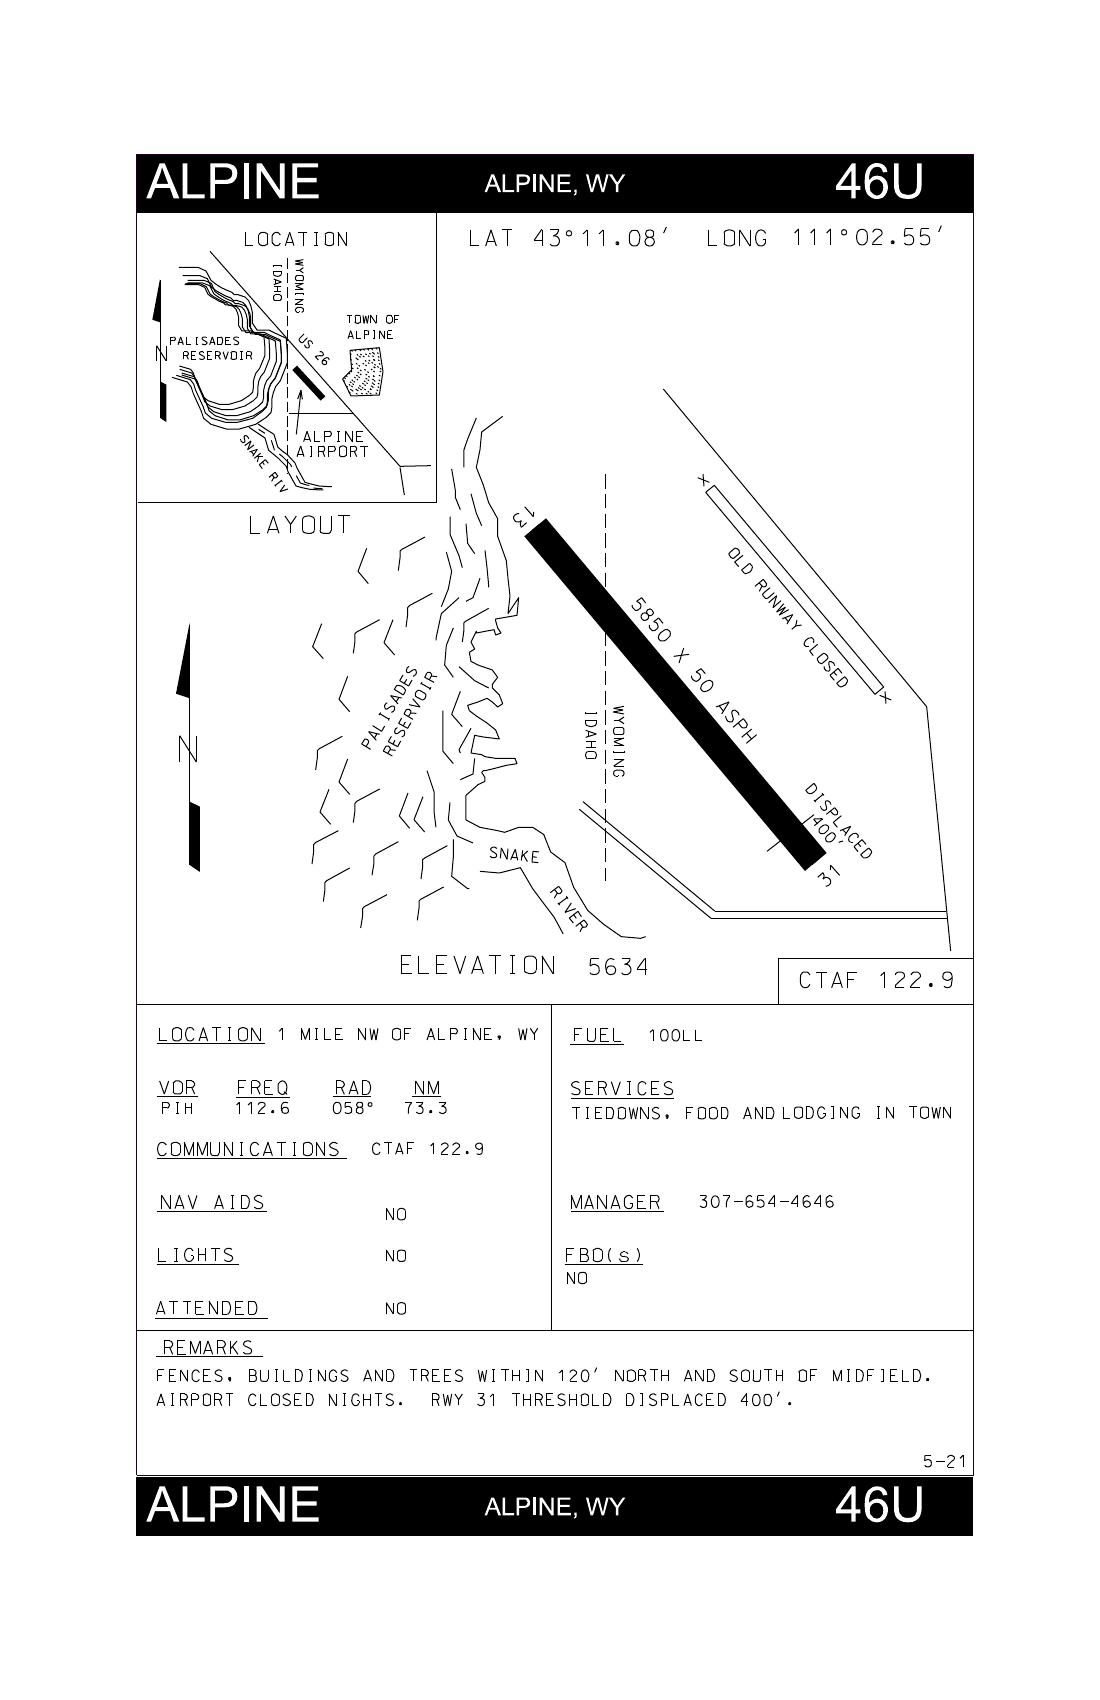 ALPINE ALPINE, WY 46U
LOCATION
WYOMING
IDAHO
TOWN OF
ALPINE
US 26
PALISADES
RESERVOIR
N
ALPINE
AIRPORT
SNAKE RIV
LAT 43°11.08' LONG 111°02.55'
LAYOUT
13
X
OLD RUNWAY CLOSED
X
5850 X 50 ASPH
PALISADES
RESERVOIR
N
WYOMING
IDAHO
DISPLACED
400'
31
SNAKE
RIVER
ELEVATION 5634
CTAF 122.9
LOCATION 1 MILE NW OF ALPINE, WY
VOR FREQ RAD NM
PIH 112.6 058° 73.3
COMMUNICATIONS CTAF 122.9
NAV AIDS NO
LIGHTS NO
ATTENDED NO
FUEL 100LL
SERVICES
TIEDOWNS, FOOD AND LODGING IN TOWN
MANAGER 307-654-4646
FBO(s)
NO
REMARKS
FENCES, BUILDINGS AND TREES WITHIN 120' NORTH AND SOUTH OF MIDFIELD.
AIRPORT CLOSED NIGHTS. RWY 31 THRESHOLD DISPLACED 400'.
5-21
ALPINE ALPINE, WY 46U